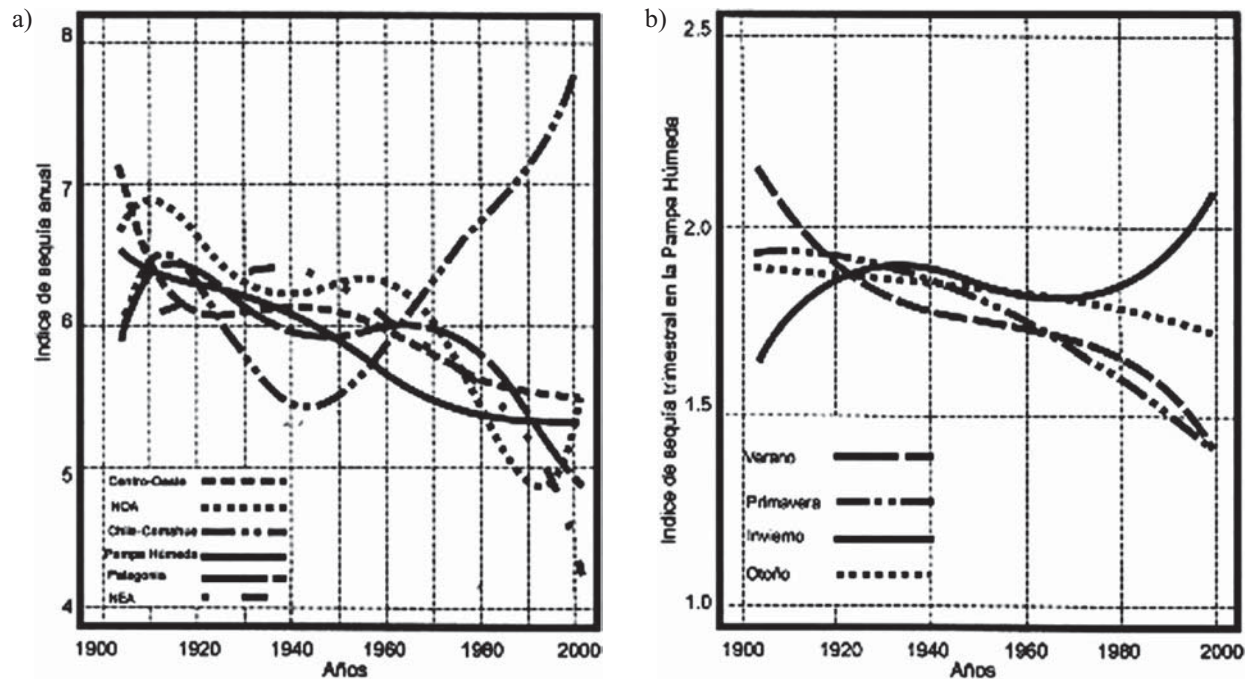 a)
Indice de sequía anual
8
7
6
5
4
Centro-Oeste
NOA
Chile-Comahue
Pampa Húmeda
Patagonia
NEA
1900
1920
1940
1960
1980
2000
Años
b)
Indice de sequía trimestral en la Pampa Húmeda
2.5
2.0
1.5
1.0
Verano
Primavera
Invierno
Otoño
1900
1920
1940
1960
1980
2000
Años